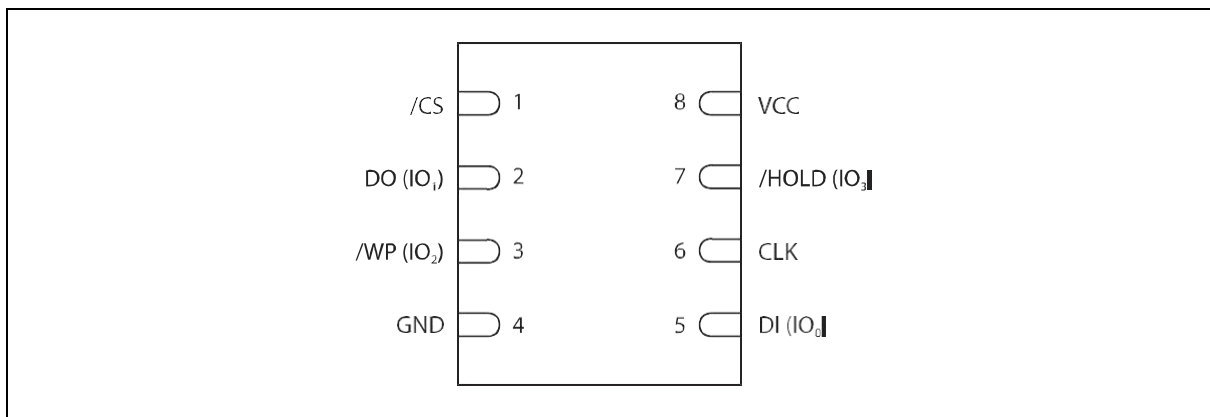 /CS 1 8 VCC
DO (IO₁) 2 7 /HOLD (IO₃
/WP (IO₂) 3 6 CLK
GND 4 5 DI (IO₀